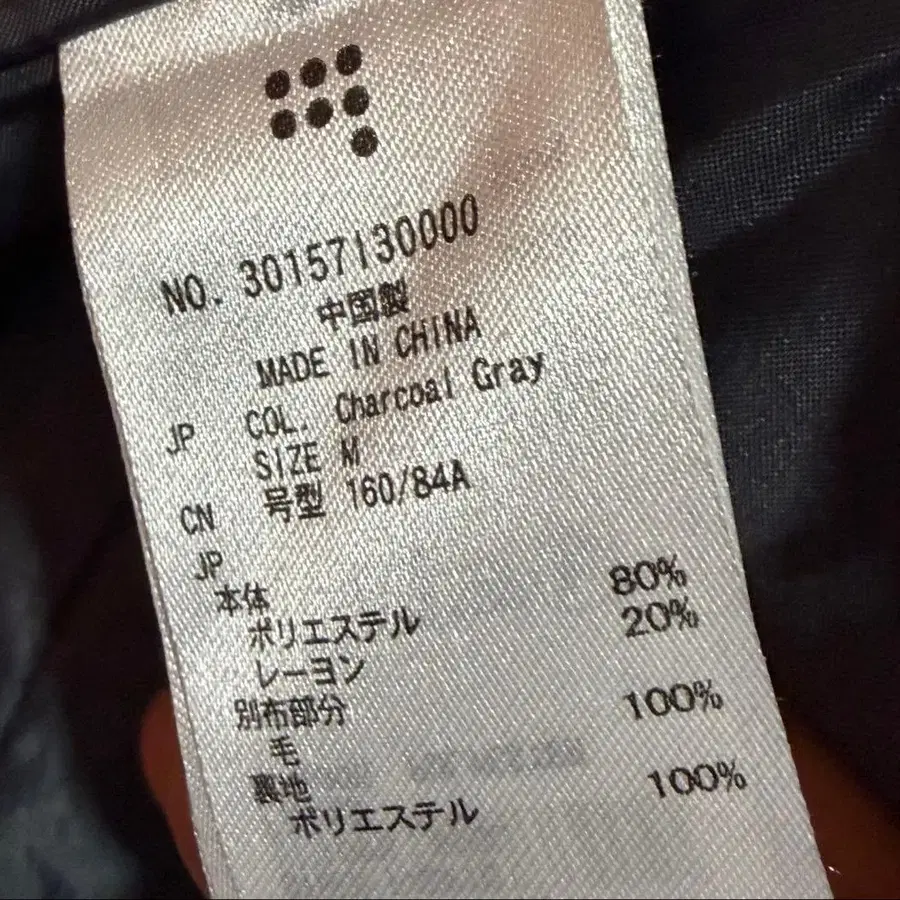 NO. 30157130000
中国製
MADE IN CHINA
JP COL. Charcoal Gray
SIZE M
CN 号型 160/84A
JP
本体
ポリエステル 80%
レーヨン 20%
別布部分
毛 100%
裏地
ポリエステル 100%